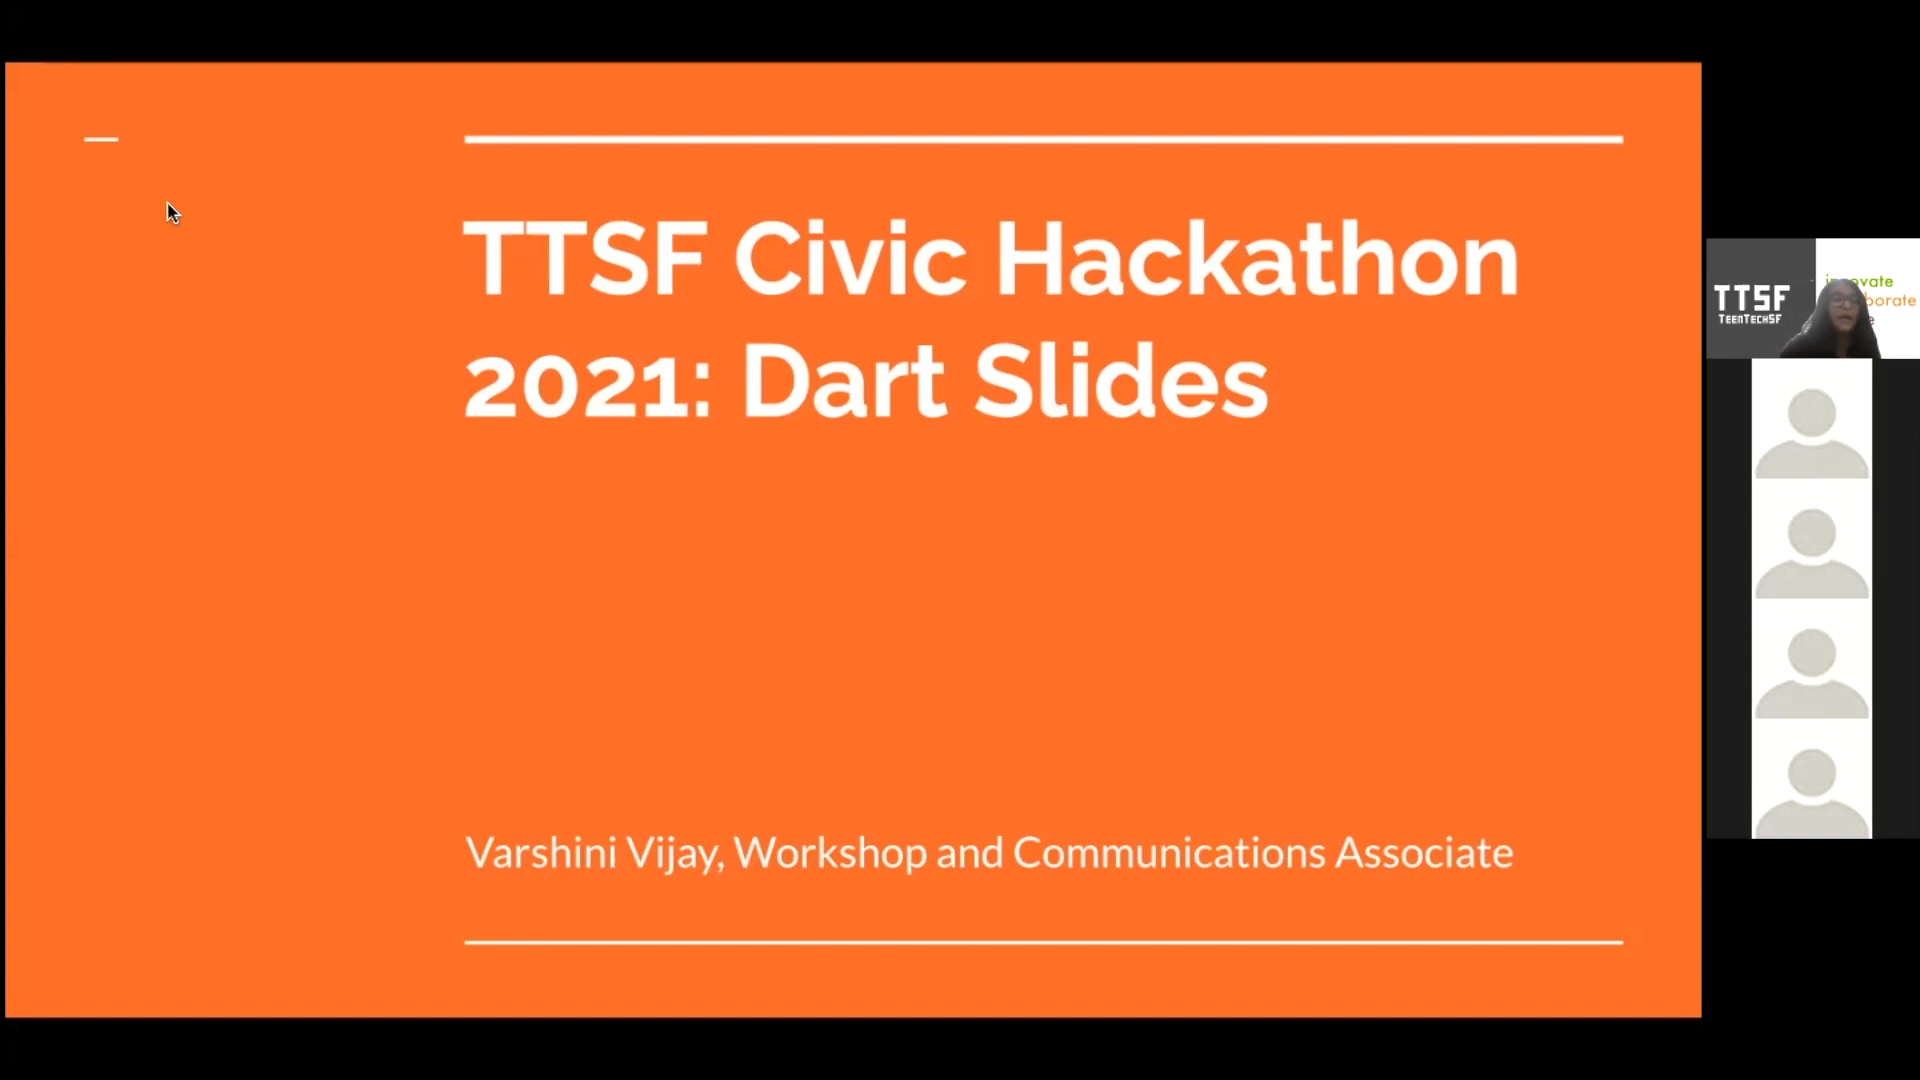 TTSF Civic Hackathon
2021: Dart Slides
Varshini Vijay, Workshop and Communications Associate
TTSF
TEENTECHSF